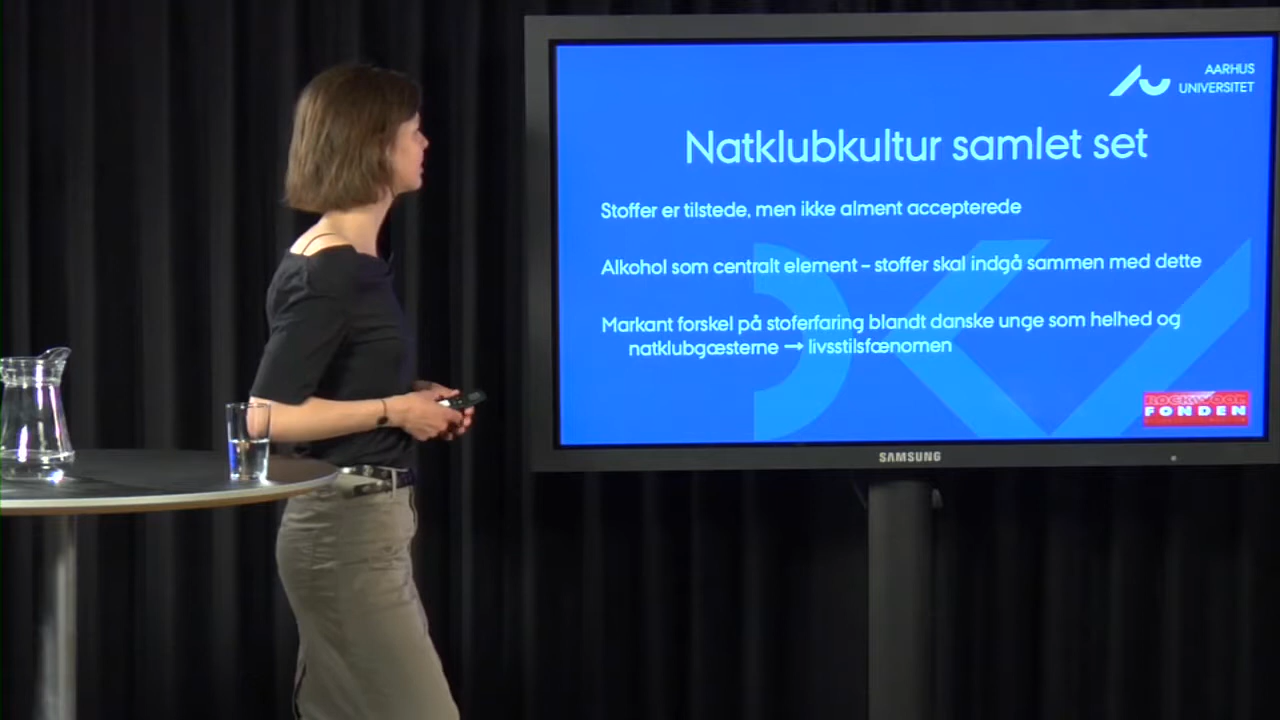 AARHUS
UNIVERSITET
Natklubkultur samlet set
Stoffer er tilstede, men ikke alment accepterede
Alkohol som centralt element – stoffer skal indgå sammen med dette
Markant forskel på stoferfaring blandt danske unge som helhed og
natklubgæsterne → livsstilsfænomen
ROCKWOOL
FONDEN
SAMSUNG